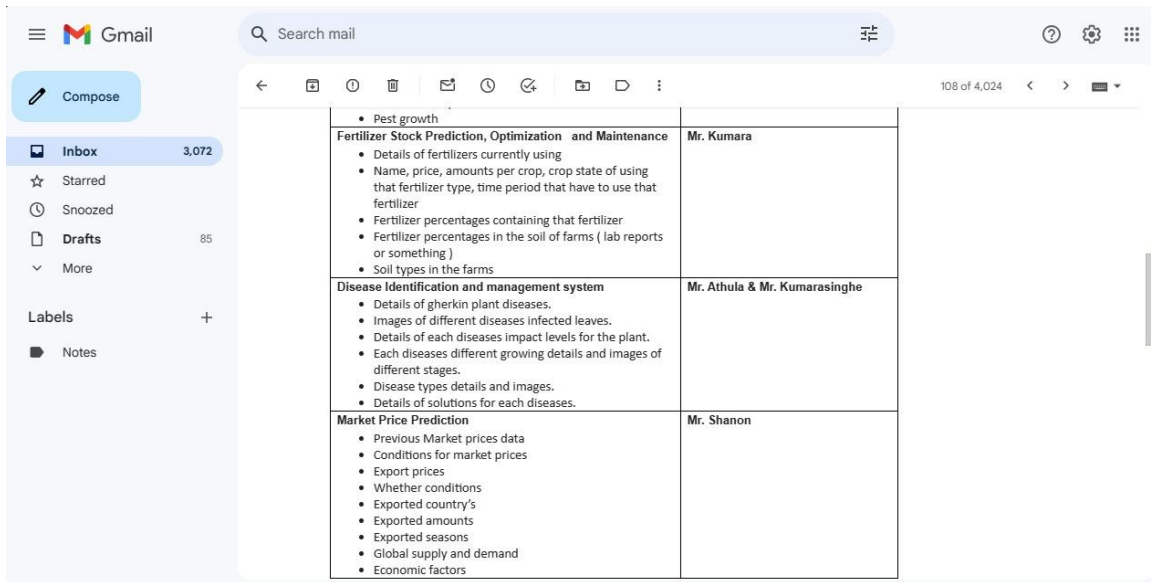 Gmail
Search mail
Compose
108 of 4,024
Inbox 3,072
Starred
Snoozed
Drafts 85
More
Labels
Notes
• Pest growth
Fertilizer Stock Prediction, Optimization and Maintenance Mr. Kumara
• Details of fertilizers currently using
• Name, price, amounts per crop, crop state of using
that fertilizer type, time period that have to use that
fertilizer
• Fertilizer percentages containing that fertilizer
• Fertilizer percentages in the soil of farms ( lab reports
or something )
• Soil types in the farms
Disease Identification and management system Mr. Athula & Mr. Kumarasinghe
• Details of gherkin plant diseases.
• Images of different diseases infected leaves.
• Details of each diseases impact levels for the plant.
• Each diseases different growing details and images of
different stages.
• Disease types details and images.
• Details of solutions for each diseases.
Market Price Prediction Mr. Shanon
• Previous Market prices data
• Conditions for market prices
• Export prices
• Whether conditions
• Exported country's
• Exported amounts
• Exported seasons
• Global supply and demand
• Economic factors